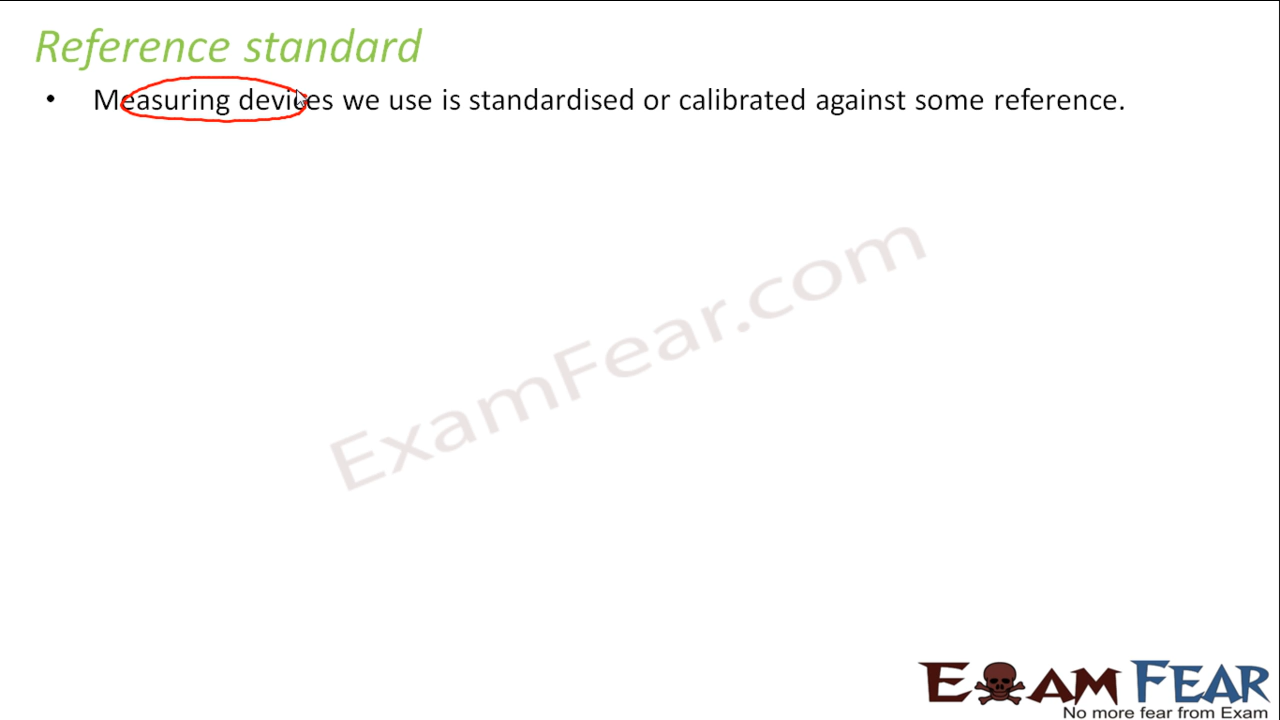 Reference standard
• Measuring devices we use is standardised or calibrated against some reference.
ExamFear.com
EXAM FEAR
No more fear from Exam